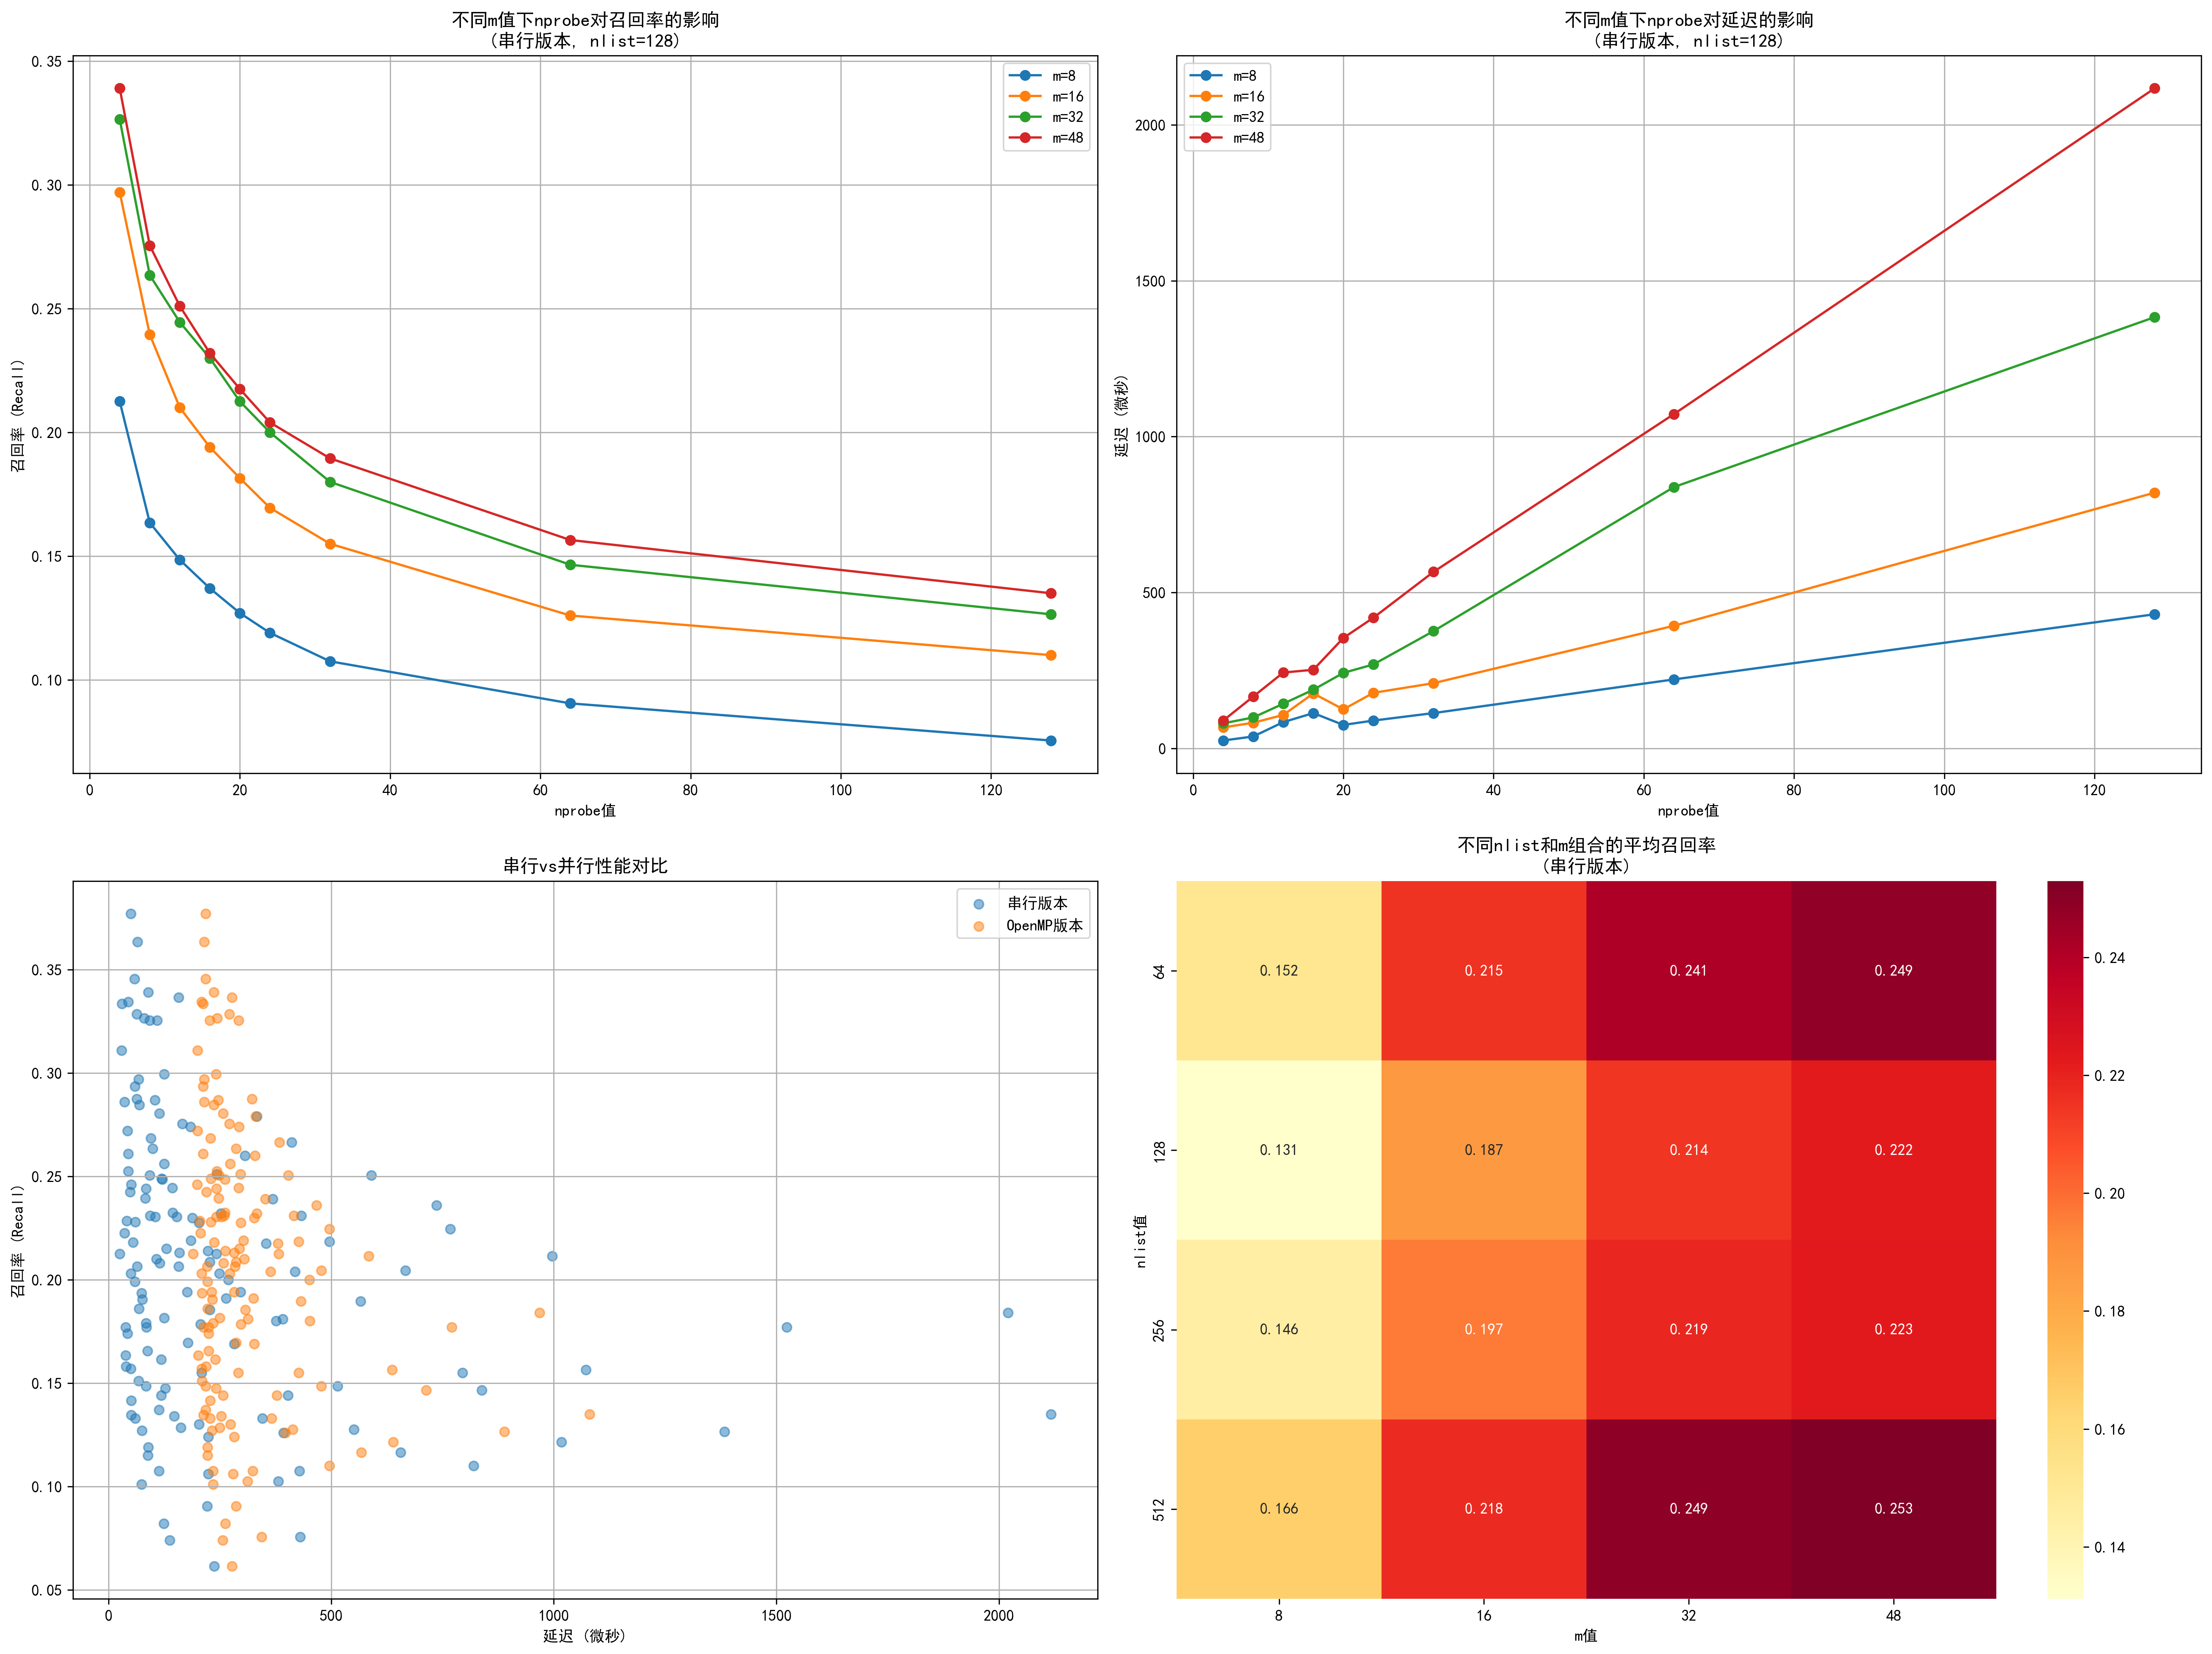 不同m值下nprobe对召回率的影响
(串行版本, nlist=128)
0.35
0.30
0.25
0.20
0.15
0.10
召回率 (Recall)
0
20
40
60
80
100
120
nprobe值
m=8
m=16
m=32
m=48
不同m值下nprobe对延迟的影响
(串行版本, nlist=128)
m=8
m=16
m=32
m=48
2000
1500
1000
500
0
延迟 (微秒)
0
20
40
60
80
100
120
nprobe值
串行vs并行性能对比
串行版本
OpenMP版本
0.35
0.30
0.25
0.20
0.15
0.10
0.05
召回率 (Recall)
0
500
1000
1500
2000
延迟 (微秒)
不同nlist和m组合的平均召回率
(串行版本)
64
0.152
0.215
0.241
0.249
128
0.131
0.187
0.214
0.222
256
0.146
0.197
0.219
0.223
512
0.166
0.218
0.249
0.253
nlist值
8
16
32
48
m值
0.24
0.22
0.20
0.18
0.16
0.14